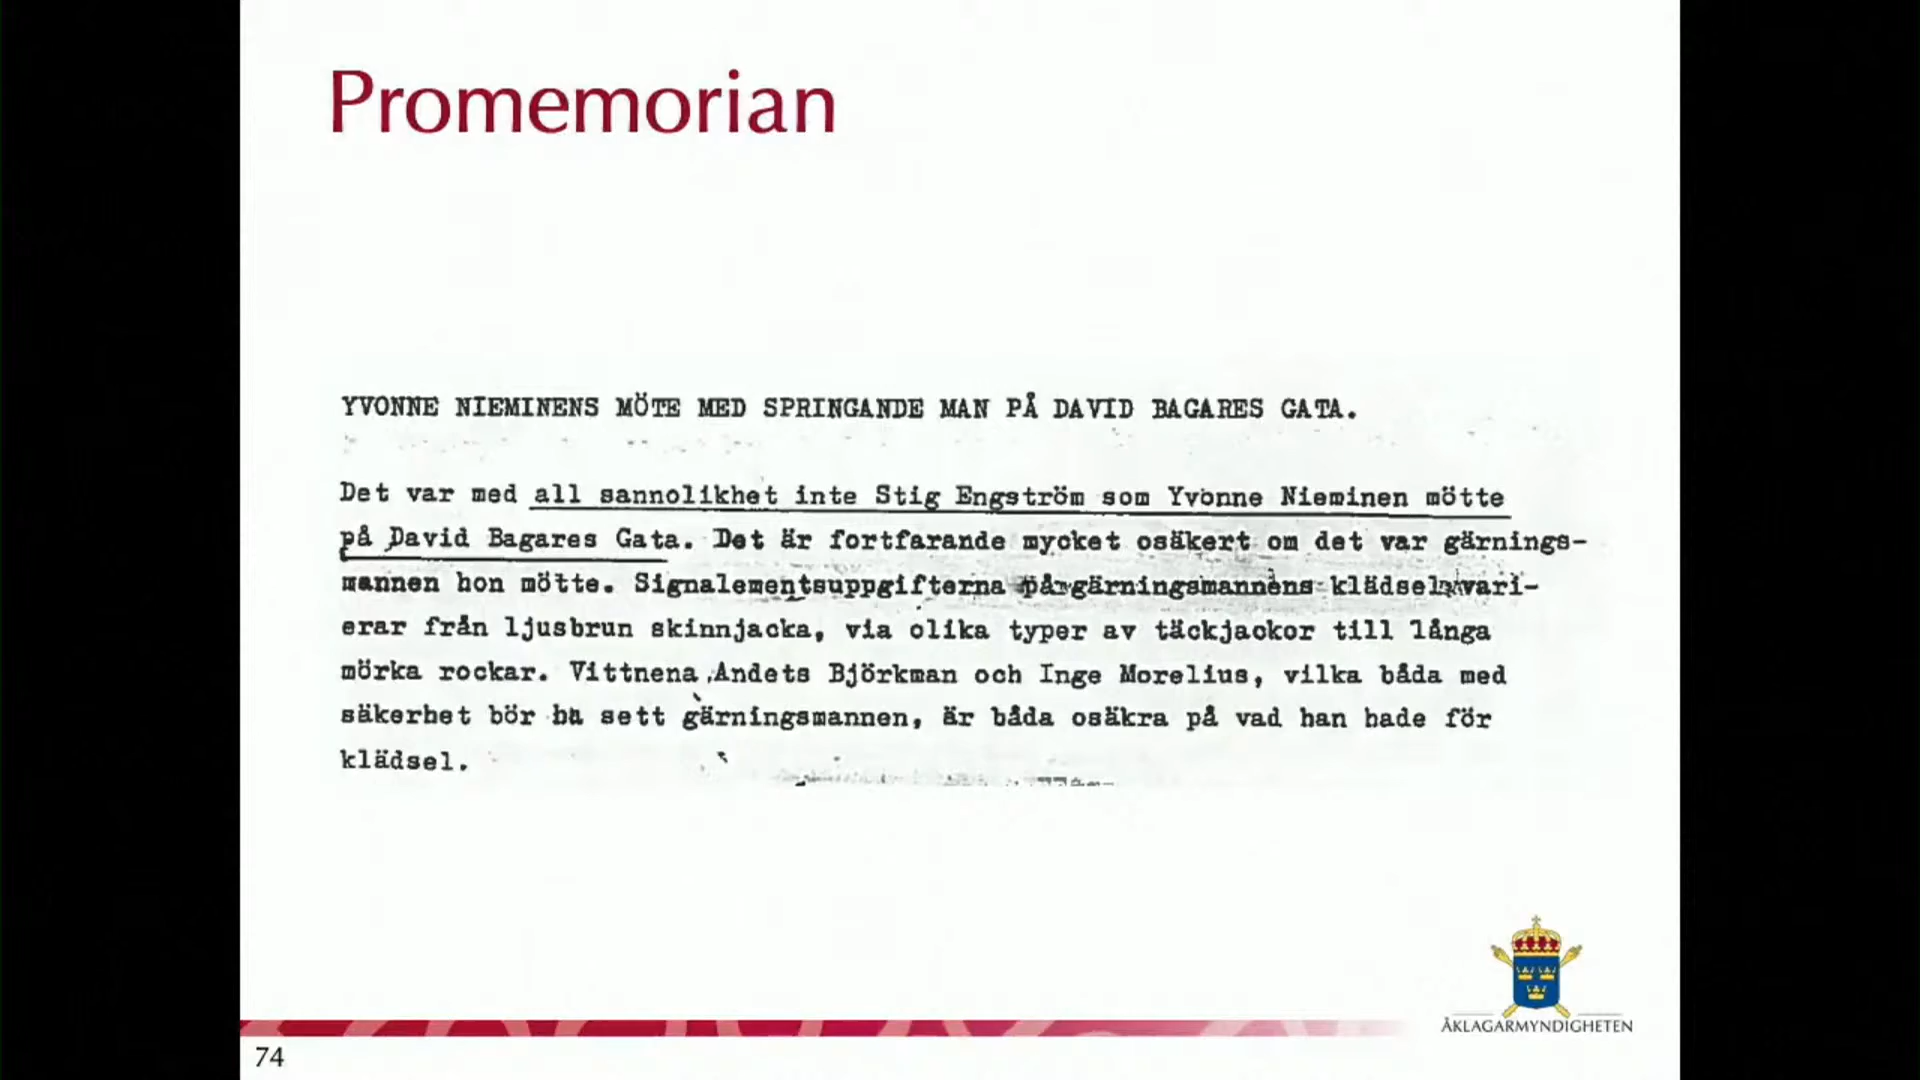 Promemorian
YVONNE NIEMINENS MÖTE MED SPRINGANDE MAN PÅ DAVID BAGARES GATA.
Det var med all sannolikhet inte Stig Engström som Yvonne Nieminen mötte
på David Bagares Gata. Det är fortfarande mycket osäkert om det var gärnings-
mannen hon mötte. Signalementsuppgifterna på gärningsmannens klädsel vari-
erar från ljusbrun skinnjacka, via olika typer av täckjackor till långa
mörka rockar. Vittnena Andets Björkman och Inge Morelius, vilka båda med
säkerhet bör ha sett gärningsmannen, är båda osäkra på vad han hade för
klädsel.
ÅKLAGARMYNDIGHETEN
74